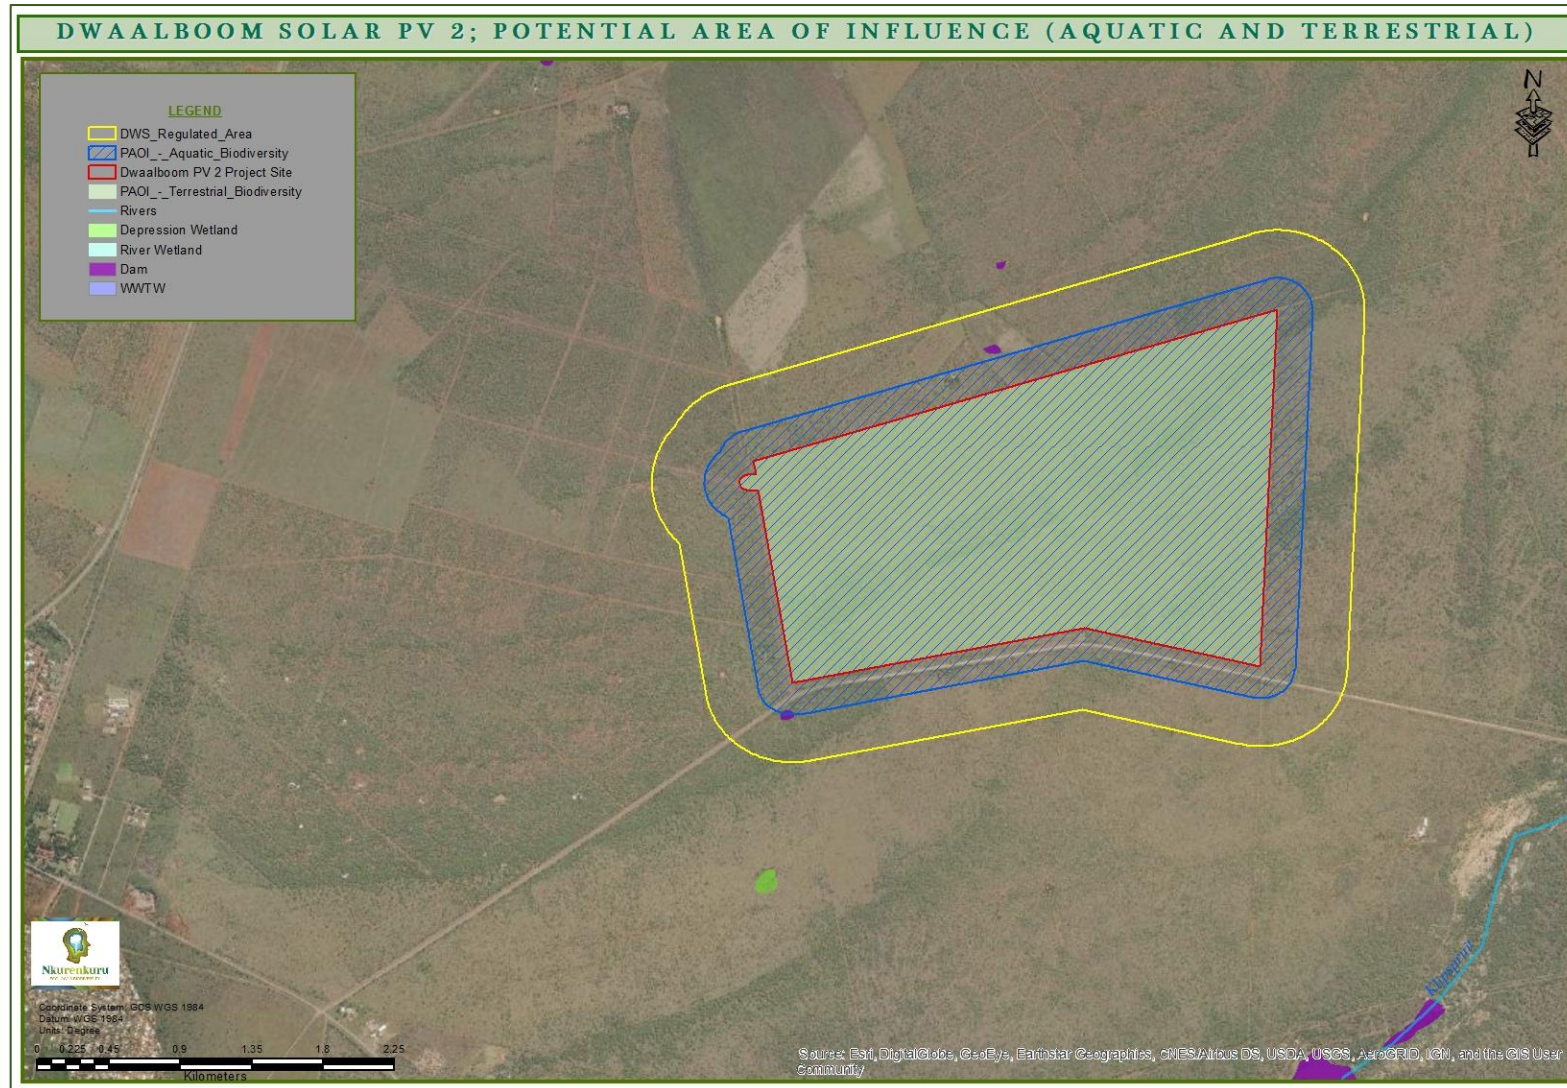 DWAALBOOM SOLAR PV 2; POTENTIAL AREA OF INFLUENCE (AQUATIC AND TERRESTRIAL)
N
LEGEND
DWS_Regulated_Area
PAOI_-_Aquatic_Biodiversity
Dwaalboom PV 2 Project Site
PAOI_-_Terrestrial_Biodiversity
Rivers
Depression Wetland
River Wetland
Dam
WWTW
Nkurenkuru
Coordinate System: GCS WGS 1984
Datum: WGS 1984
Units: Degree
0 0.225 0.45 0.9 1.35 1.8 2.25
Kilometers
Source: Esri, DigitalGlobe, GeoEye, Earthstar Geographics, CNES/Airbus DS, USDA, USGS, AeroGRID, IGN, and the GIS User
Community